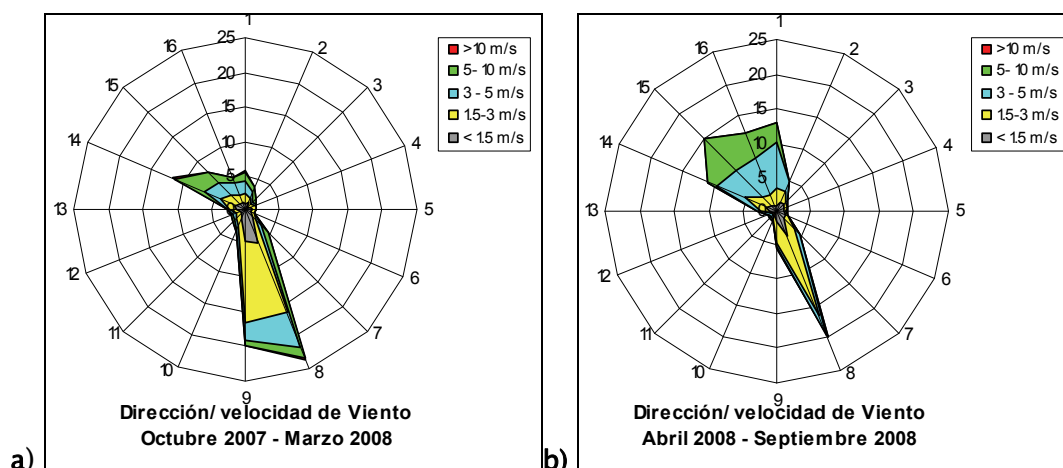 1
2
3
4
5
6
7
8
9
10
11
12
13
14
15
16
25
20
15
10
5
0
>10 m/s
5- 10 m/s
3 - 5 m/s
1.5-3 m/s
< 1.5 m/s
Dirección/ velocidad de Viento
Octubre 2007 - Marzo 2008
a)
1
2
3
4
5
6
7
8
9
10
11
12
13
14
15
16
25
20
15
10
5
0
>10 m/s
5- 10 m/s
3 - 5 m/s
1.5-3 m/s
< 1.5 m/s
Dirección/ velocidad de Viento
Abril 2008 - Septiembre 2008
b)